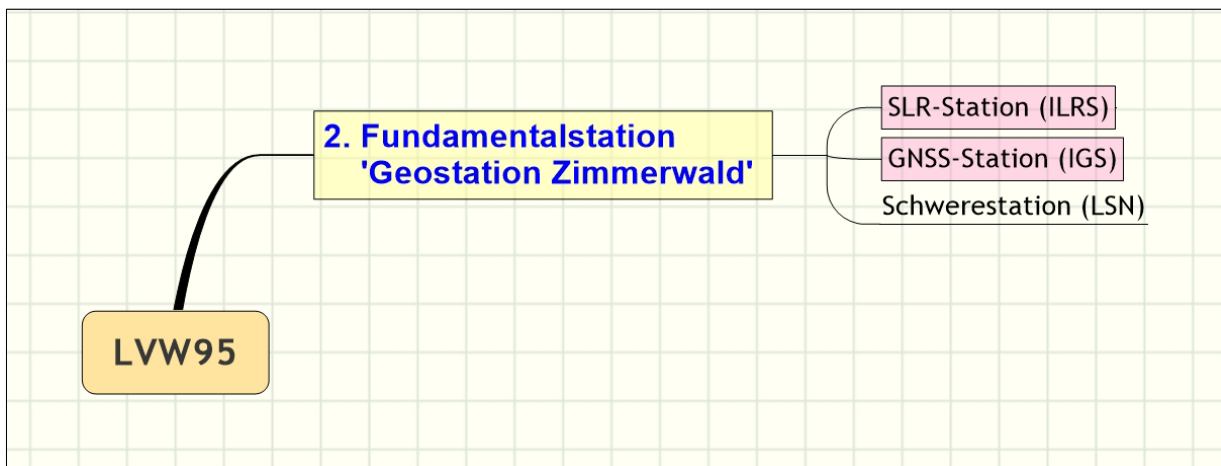 2. Fundamentalstation
'Geostation Zimmerwald'
SLR-Station (ILRS)
GNSS-Station (IGS)
Schwerestation (LSN)
LVW95